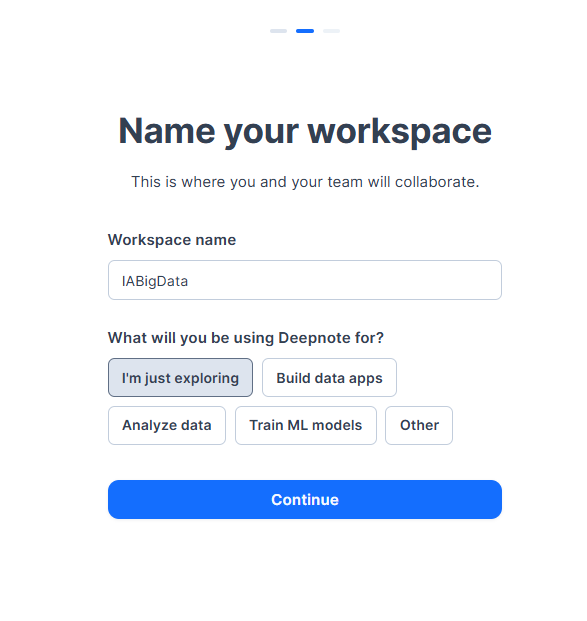 Name your workspace
This is where you and your team will collaborate.
Workspace name
IABigData
What will you be using Deepnote for?
I'm just exploring Build data apps
Analyze data Train ML models Other
Continue